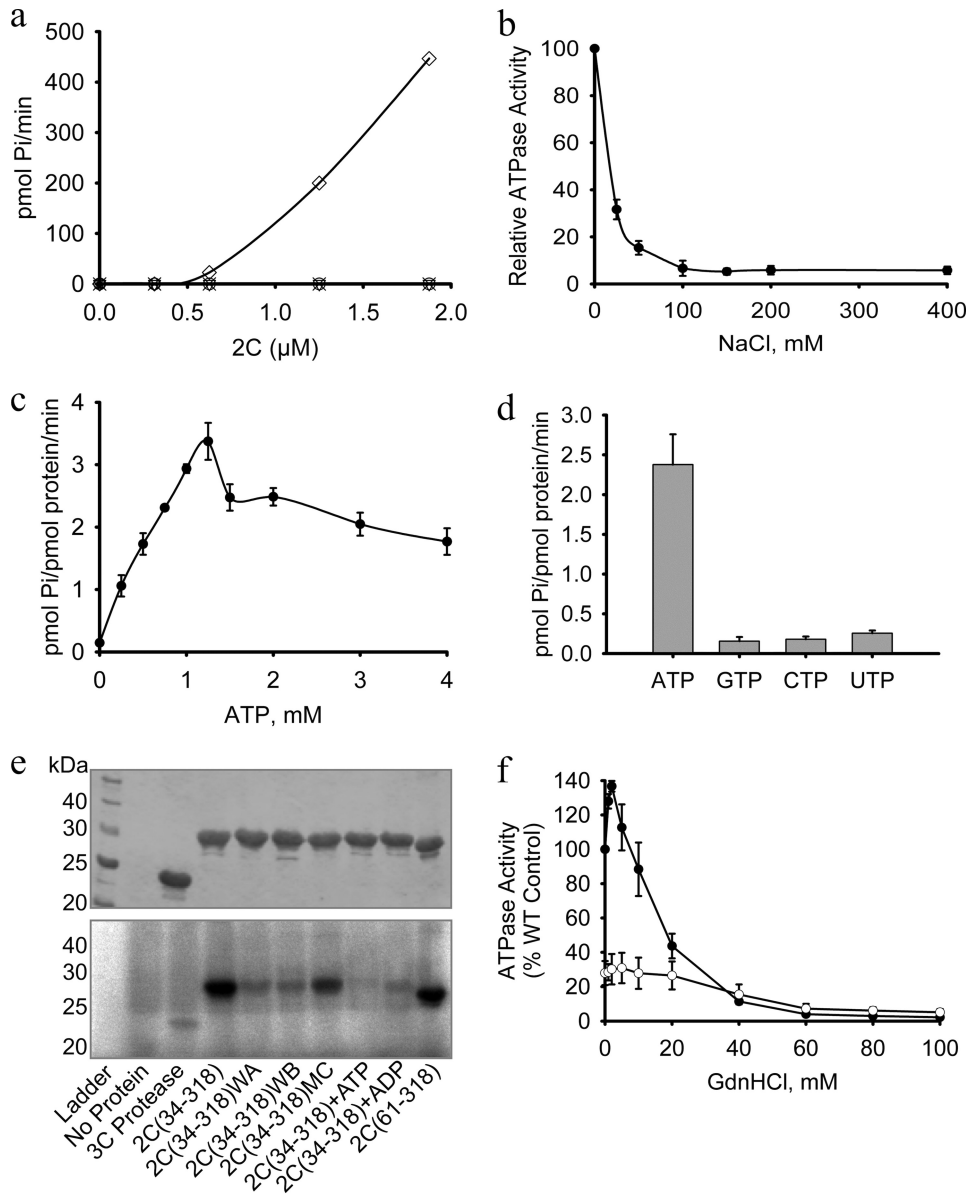 a
pmol Pi/min
500
400
300
200
100
0
0.0 0.5 1.0 1.5 2.0
2C (μM)
b
Relative ATPase Activity
100
80
60
40
20
0
0 100 200 300 400
NaCl, mM
c
pmol Pi/pmol protein/min
4
3
2
1
0
0 1 2 3 4
ATP, mM
d
pmol Pi/pmol protein/min
3.0
2.5
2.0
1.5
1.0
0.5
0.0
ATP GTP CTP UTP
e
kDa
40
30
25
20
40
30
25
20
Ladder
No Protein
3C Protease
2C(34-318)
2C(34-318)WA
2C(34-318)WB
2C(34-318)MC
2C(34-318)+ATP
2C(34-318)+ADP
2C(61-318)
f
ATPase Activity
(% WT Control)
140
120
100
80
60
40
20
0
0 20 40 60 80 100
GdnHCl, mM